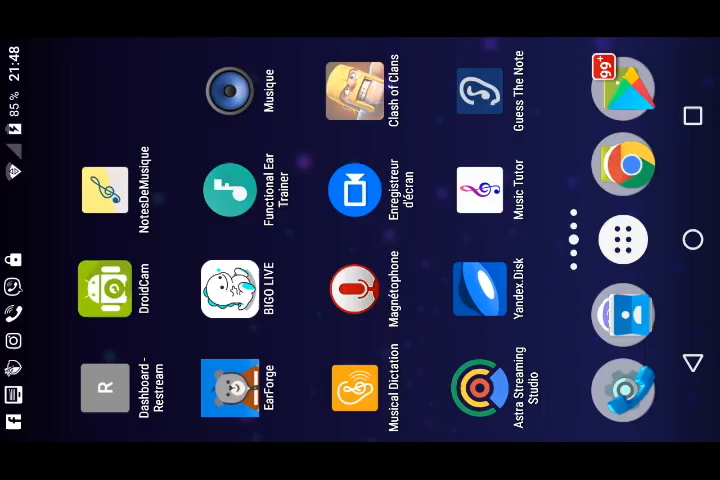 85 % 21:48
Dashboard -
Restream
DroidCam
NotesDeMusique
EarForge
BIGO LIVE
Functional Ear
Trainer
Musique
Musical Dictation
Magnétophone
Enregistreur
d'écran
Clash of Clans
Astra Streaming
Studio
Yandex.Disk
Music Tutor
Guess The Note
R
99+